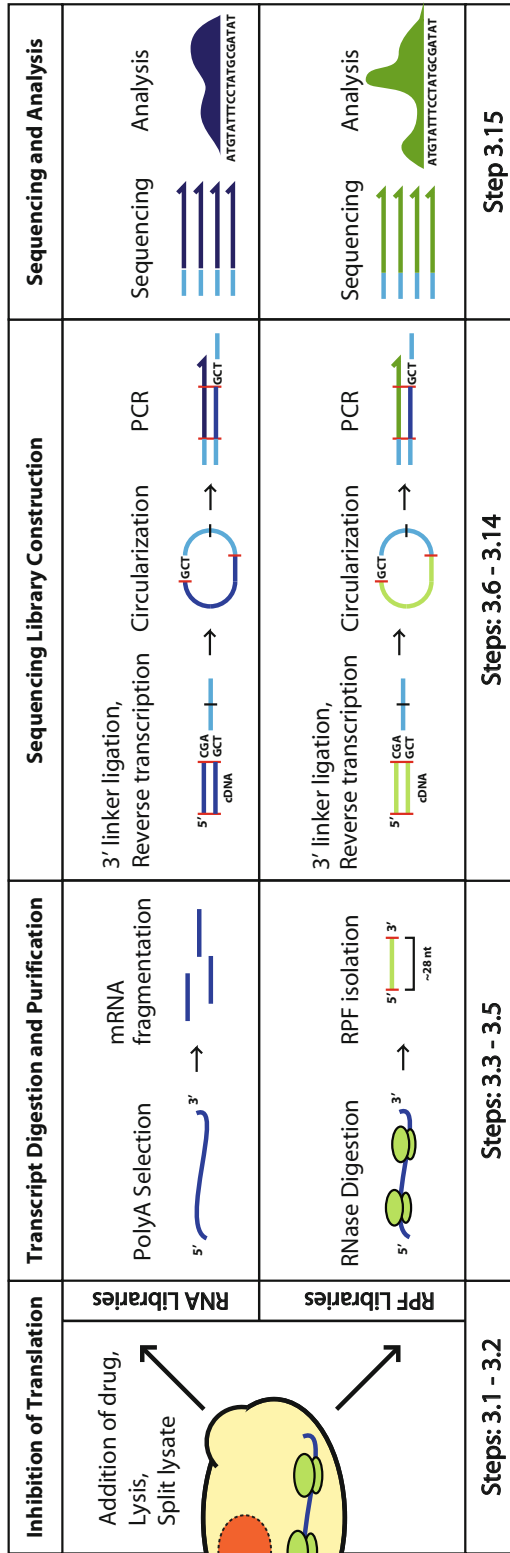 Inhibition of Translation
Transcript Digestion and Purification
Sequencing Library Construction
Sequencing and Analysis
Addition of drug,
Lysis,
Split lysate
RNA Libraries
PolyA Selection
5’
3’
mRNA
fragmentation
3’ linker ligation,
Reverse transcription
5’
CGA
GCT
cDNA
Circularization
GCT
PCR
GCT
Sequencing
Analysis
ATGTATTTCCTATGCGATAT
RPF Libraries
RNase Digestion
5’
3’
RPF isolation
5’
3’
~28 nt
3’ linker ligation,
Reverse transcription
5’
CGA
GCT
cDNA
Circularization
GCT
PCR
GCT
Sequencing
Analysis
ATGTATTTCCTATGCGATAT
Steps: 3.1 - 3.2
Steps: 3.3 - 3.5
Steps: 3.6 - 3.14
Step 3.15